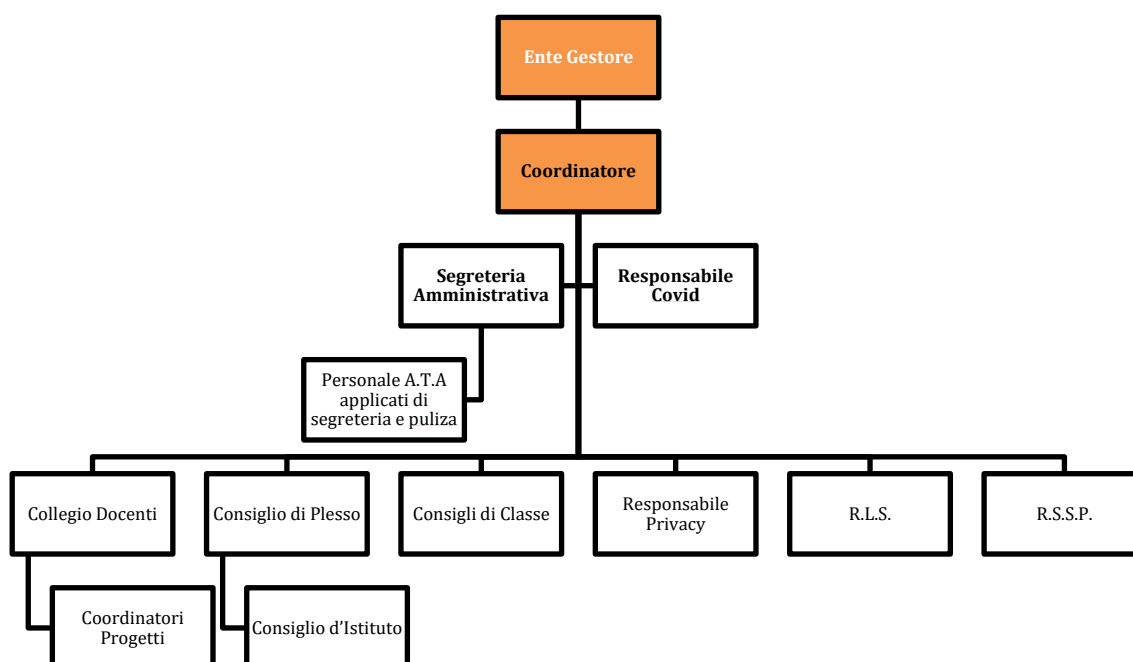 Ente Gestore
Coordinatore
Segreteria
Amministrativa
Responsabile
Covid
Personale A.T.A
applicati di
segreteria e puliza
Collegio Docenti
Consiglio di Plesso
Consigli di Classe
Responsabile
Privacy
R.L.S.
R.S.S.P.
Coordinatori
Progetti
Consiglio d’Istituto